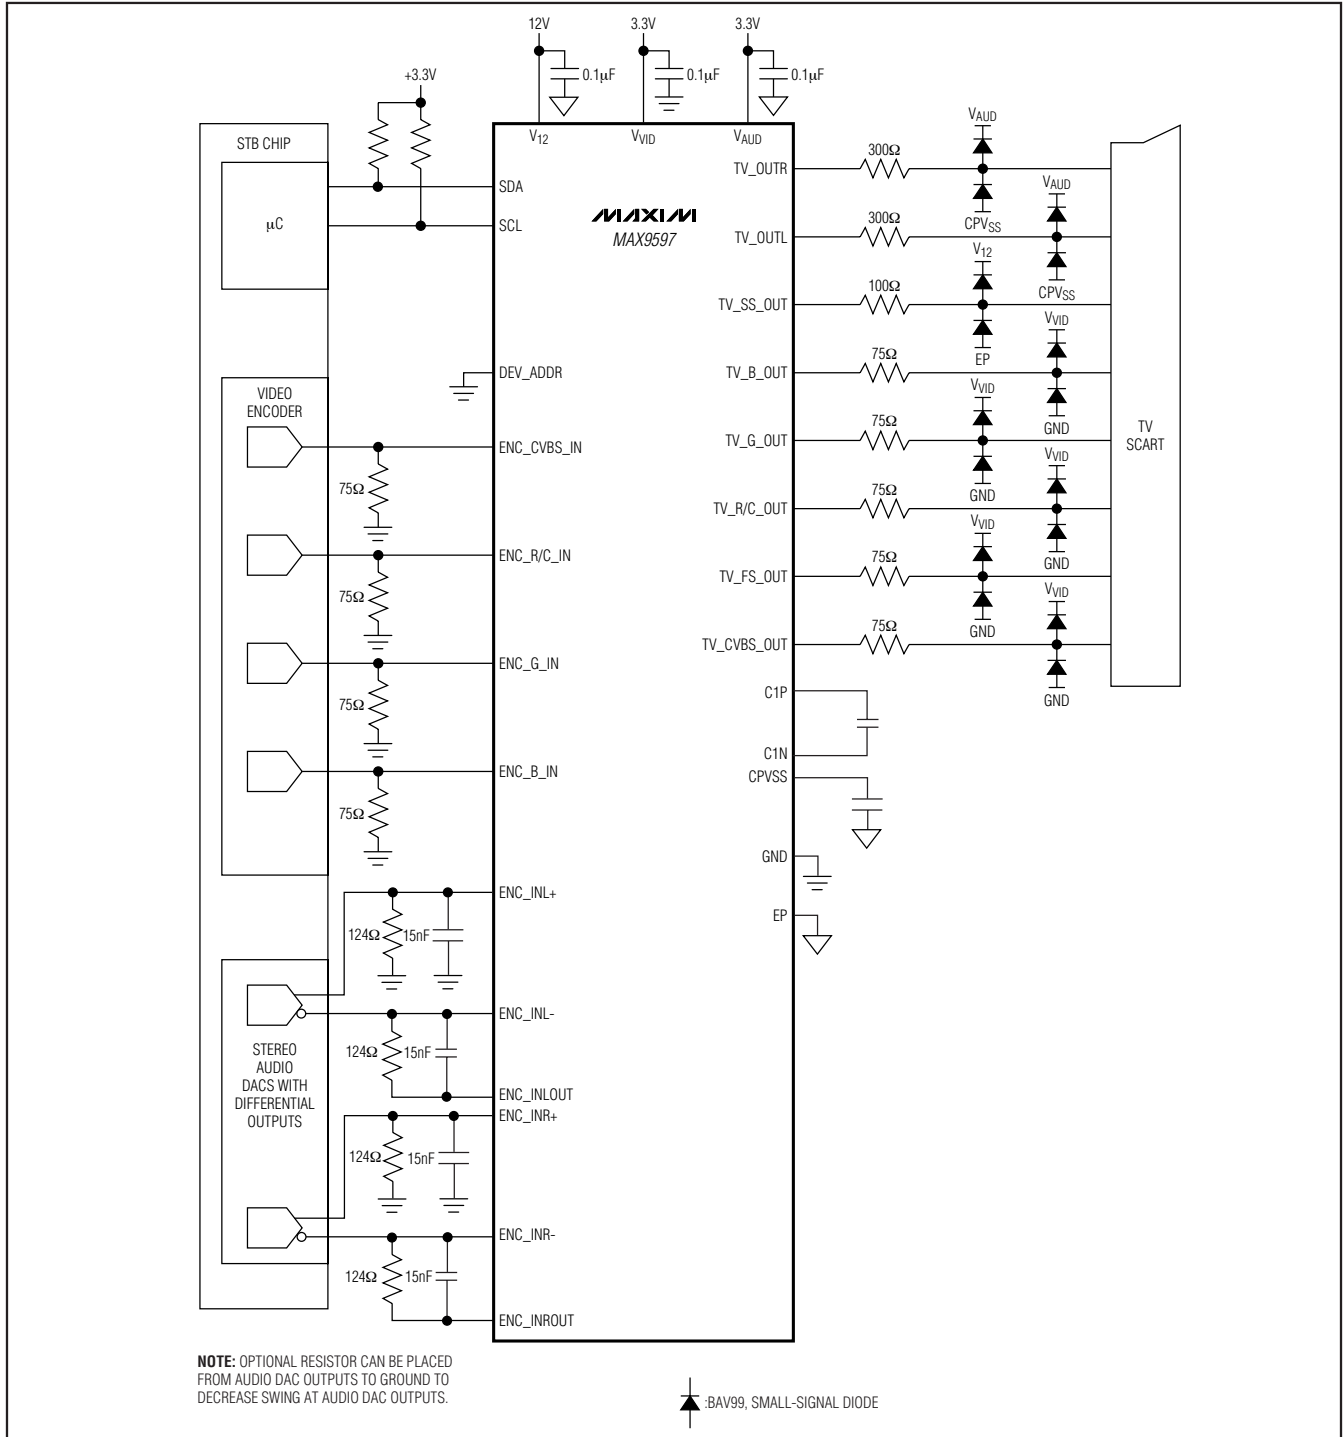 12V
3.3V
3.3V
0.1µF
0.1µF
0.1µF
+3.3V
STB CHIP
µC
V12
VVID
VAUD
SDA
SCL
MAXIM
MAX9597
DEV_ADDR
VIDEO
ENCODER
ENC_CVBS_IN
75Ω
ENC_R/C_IN
75Ω
ENC_G_IN
75Ω
ENC_B_IN
75Ω
ENC_INL+
124Ω
15nF
ENC_INL-
124Ω
15nF
STEREO
AUDIO
DACS WITH
DIFFERENTIAL
OUTPUTS
ENC_INLOUT
ENC_INR+
124Ω
15nF
ENC_INR-
124Ω
15nF
ENC_INROUT
TV_OUTR
300Ω
VAUD
CPVSS
TV_OUTL
300Ω
VAUD
CPVSS
TV_SS_OUT
100Ω
V12
EP
TV_B_OUT
75Ω
VVID
GND
TV_G_OUT
75Ω
VVID
GND
TV_R/C_OUT
75Ω
VVID
GND
TV_FS_OUT
75Ω
VVID
GND
TV_CVBS_OUT
75Ω
VVID
GND
TV
SCART
C1P
C1N
CPVSS
GND
EP
NOTE: OPTIONAL RESISTOR CAN BE PLACED
FROM AUDIO DAC OUTPUTS TO GROUND TO
DECREASE SWING AT AUDIO DAC OUTPUTS.
:BAV99, SMALL-SIGNAL DIODE